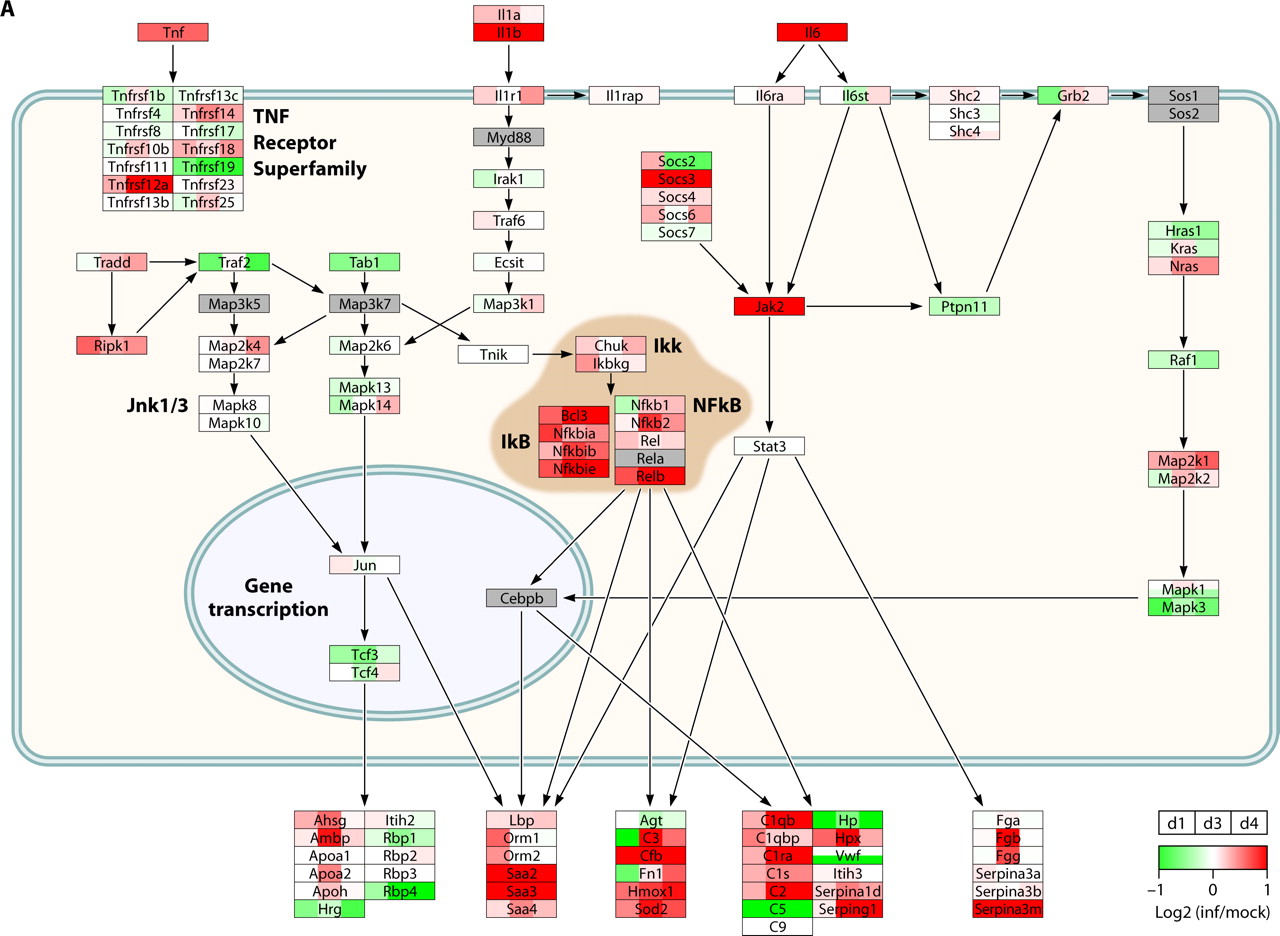 A
Tnf
Il1a
Il1b
Il6
Tnfrsf1b Tnfrsf13c
Tnfrsf4 Tnfrsf14
Tnfrsf8 Tnfrsf17
Tnfrsf10b Tnfrsf18
Tnfrsf111 Tnfrsf19
Tnfrsf12a Tnfrsf23
Tnfrsf13b Tnfrsf25
TNF
Receptor
Superfamily
Il1r1
Il1rap
Il6ra
Il6st
Shc2
Shc3
Shc4
Grb2
Sos1
Sos2
Myd88
Irak1
Traf6
Ecsit
Map3k1
Socs2
Socs3
Socs4
Socs6
Socs7
Hras1
Kras
Nras
Tradd
Traf2
Tab1
Map3k5
Map3k7
Jak2
Ptpn11
Ripk1
Map2k4
Map2k7
Map2k6
Tnik
Chuk
Ikbkg
Ikk
Raf1
Mapk13
Mapk14
Jnk1/3
Mapk8
Mapk10
IkB
Bcl3
Nfkbia
Nfkbib
Nfkbie
Nfkb1
Nfkb2
Rel
Rela
Relb
NFkB
Stat3
Map2k1
Map2k2
Jun
Gene
transcription
Cebpb
Mapk1
Mapk3
Tcf3
Tcf4
Ahsg Itih2
Ambp Rbp1
Apoa1 Rbp2
Apoa2 Rbp3
Apoh Rbp4
Hrg
Lbp
Orm1
Orm2
Saa2
Saa3
Saa4
Agt
C3
Cfb
Fn1
Hmox1
Sod2
C1qb Hp
C1qbp Hpx
C1ra Vwf
C1s Itih3
C2 Serpina1d
C5 Serping1
C9
Fga
Fgb
Fgg
Serpina3a
Serpina3b
Serpina3m
d1 d3 d4
−1 0 1
Log2 (inf/mock)